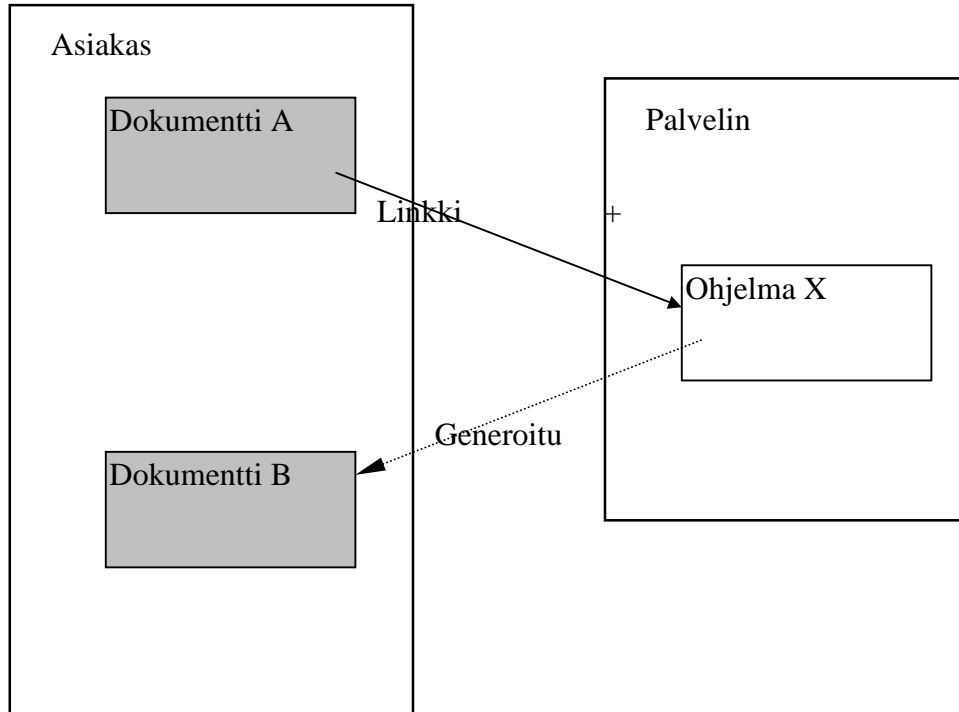 Asiakas
Dokumentti A
Palvelin
Linkki
+
Ohjelma X
Generoitu
Dokumentti B